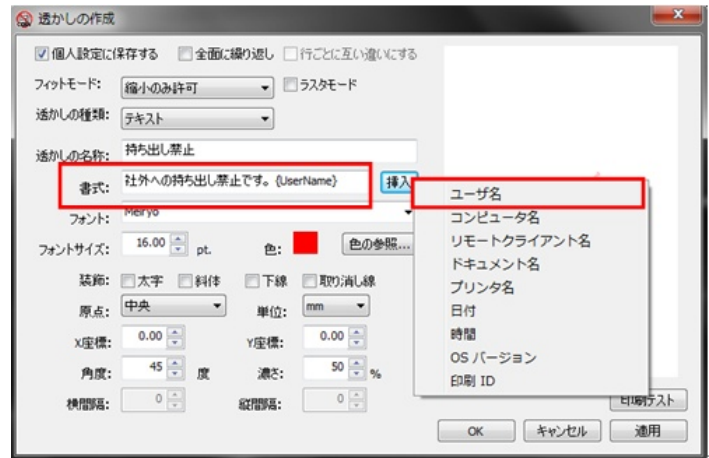 透かしの作成
個人設定に保存する 全面に繰り返し 行ごとに互い違いにする
フィットモード: 縮小のみ許可 ラスタモード
透かしの種類: テキスト
透かしの名称: 持ち出し禁止
書式: 社外への持ち出し禁止です。{UserName} 挿入
フォント: Meiryo
フォントサイズ: 16.00 pt. 色: 色の参照...
装飾: 太字 斜体 下線 取り消し線
原点: 中央 単位: mm
X座標: 0.00 Y座標: 0.00
角度: 45 度 濃さ: 50 %
横間隔: 0 縦間隔: 0
ユーザ名
コンピュータ名
リモートクライアント名
ドキュメント名
プリンタ名
日付
時間
OS バージョン
印刷 ID
印刷テスト
OK キャンセル 適用